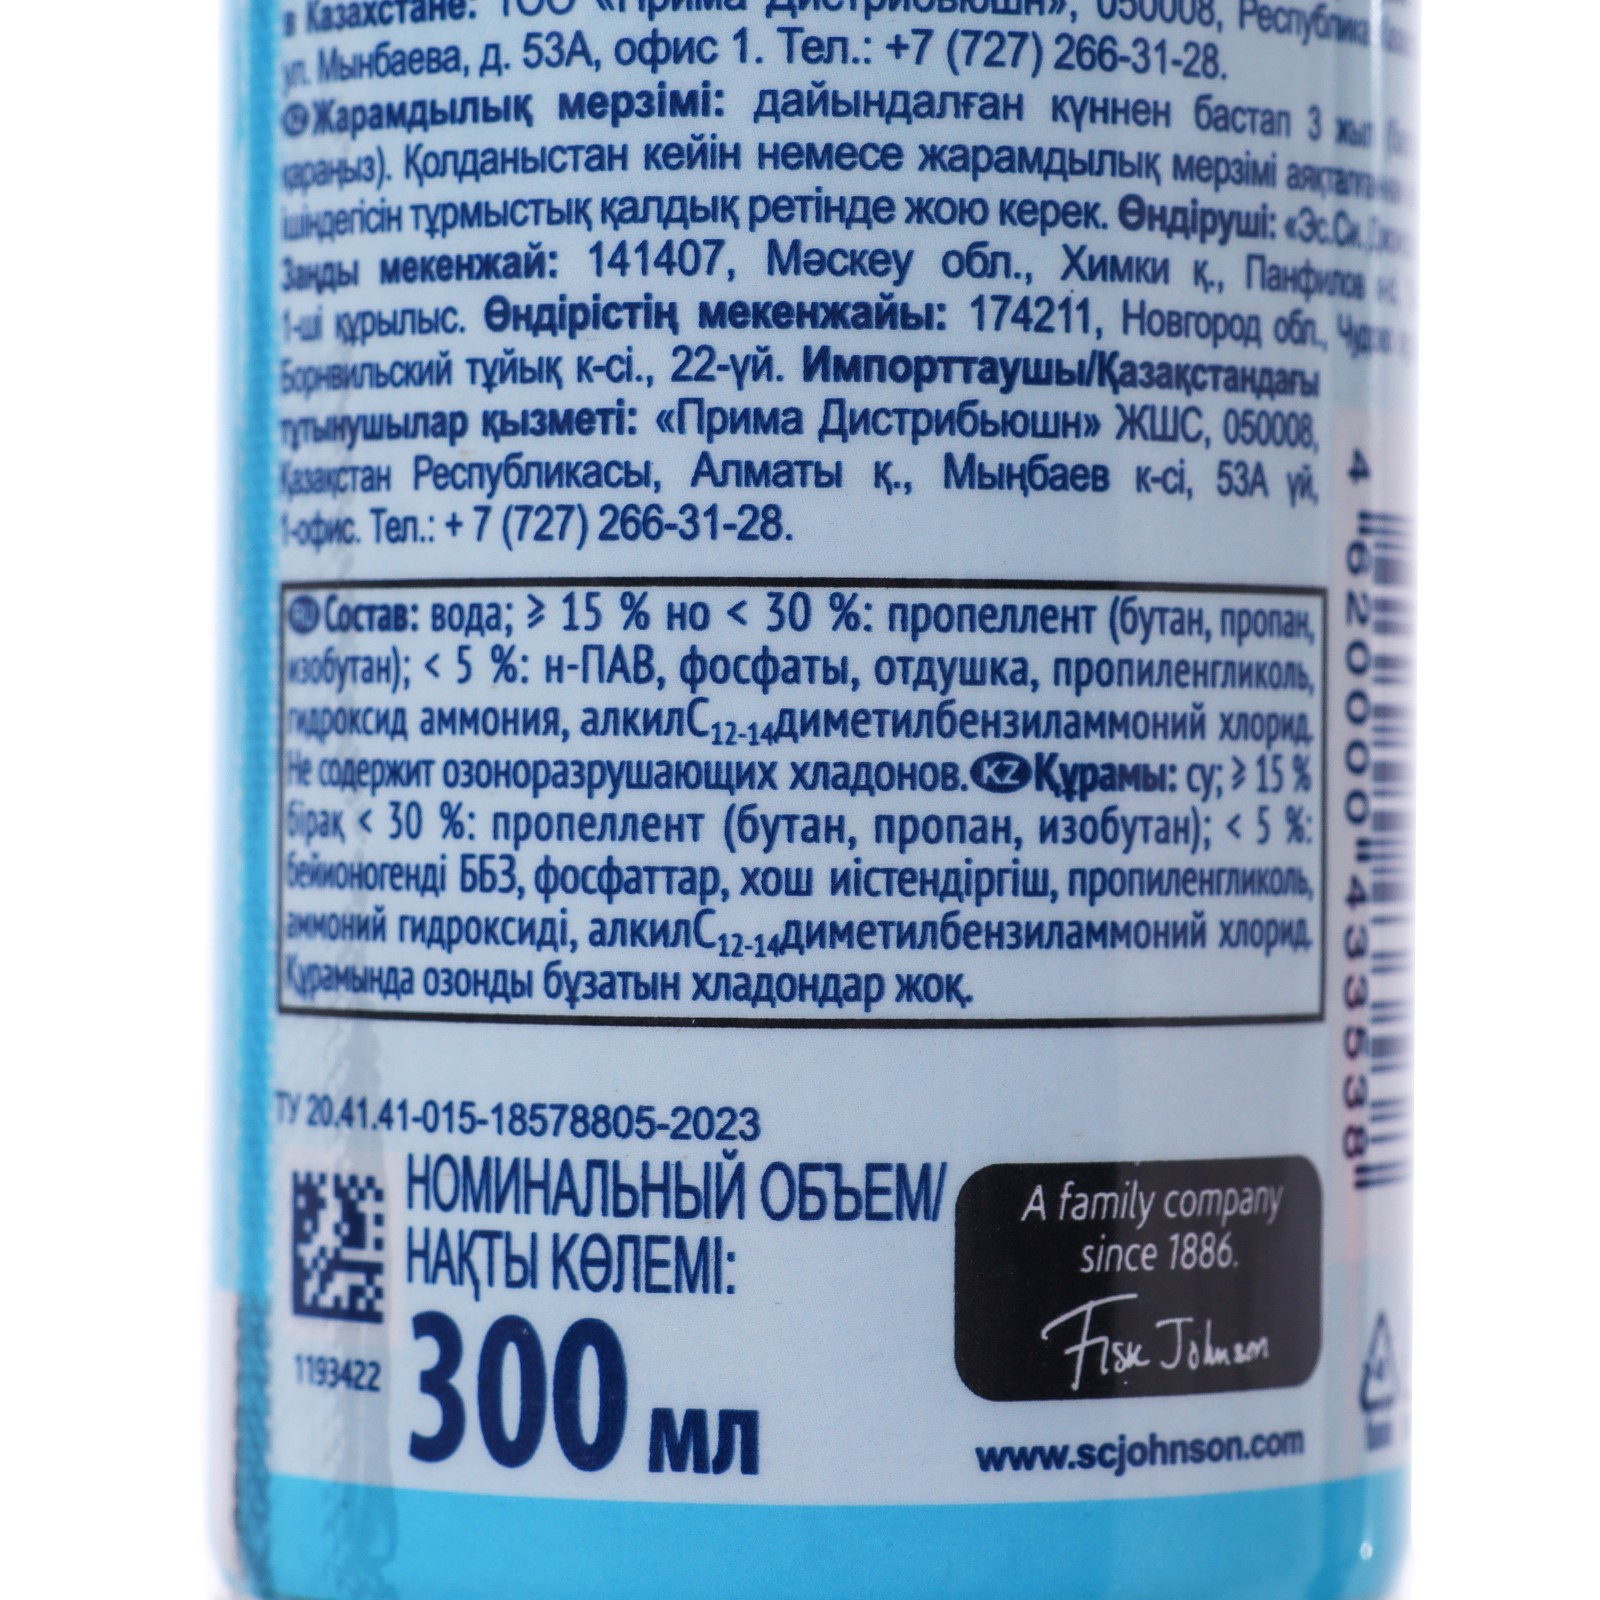 в Казахстане: ТОО «Прима Дистрибьюшн», 050008, Республика
ул. Мынбаева, д. 53А, офис 1. Тел.: +7 (727) 266-31-28.
Жарамдылық мерзімі: дайындалған күннен бастап 3 жыл
қараңыз). Қолданыстан кейін немесе жарамдылық мерзімі
ішіндегісін тұрмыстық қалдық ретінде жою керек. Өндіруші: «Эс.Си.
Заңды мекенжай: 141407, Мәскеу обл., Химки қ., Панфилов
1-ші құрылыс. Өндірістің мекенжайы: 174211, Новгород обл.,
Борнвильский тұйық к-сі., 22-үй. Импорттаушы/Қазақстандағы
тұтынушылар қызметі: «Прима Дистрибьюшн» ЖШС, 050008,
Қазақстан Республикасы, Алматы қ., Мыңбаев к-сі, 53А үй,
1-офис. Тел.: + 7 (727) 266-31-28.
RU Состав: вода; ≥ 15 % но < 30 %: пропеллент (бутан, пропан,
изобутан); < 5 %: н-ПАВ, фосфаты, отдушка, пропиленгликоль,
гидроксид аммония, алкилC12-14диметилбензиламмоний хлорид.
Не содержит озоноразрушающих хладонов. KZ Құрамы: су; ≥ 15 %
бірақ < 30 %: пропеллент (бутан, пропан, изобутан); < 5 %:
бейионогенді ББЗ, фосфаттар, хош иістендіргіш, пропиленгликоль,
аммоний гидроксиді, алкилC12-14диметилбензиламмоний хлорид.
Құрамында озонды бұзатын хладондар жоқ.
ТУ 20.41.41-015-18578805-2023
НОМИНАЛЬНЫЙ ОБЪЕМ/
НАҚТЫ КӨЛЕМІ:
300 мл
1193422
A family company
since 1886.
Fisk Johnson
www.scjohnson.com
4 620000 433538